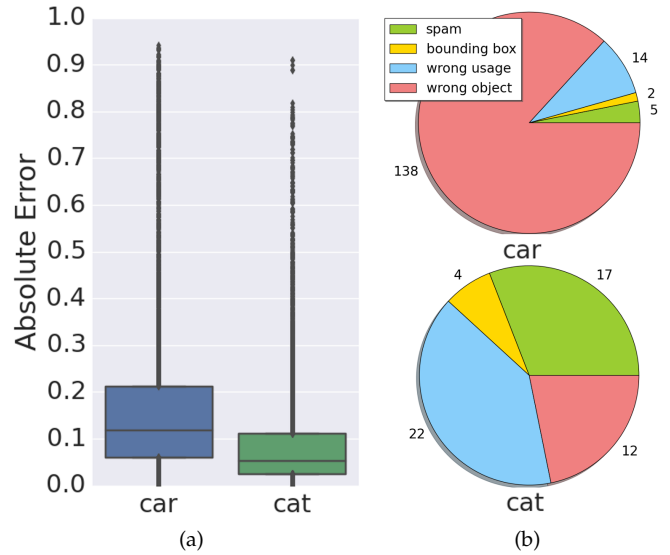 Absolute Error
1.0
0.9
0.8
0.7
0.6
0.5
0.4
0.3
0.2
0.1
0.0
car cat
(a)
spam
bounding box
wrong usage
wrong object
14
2
5
138
car
4
17
22
12
cat
(b)